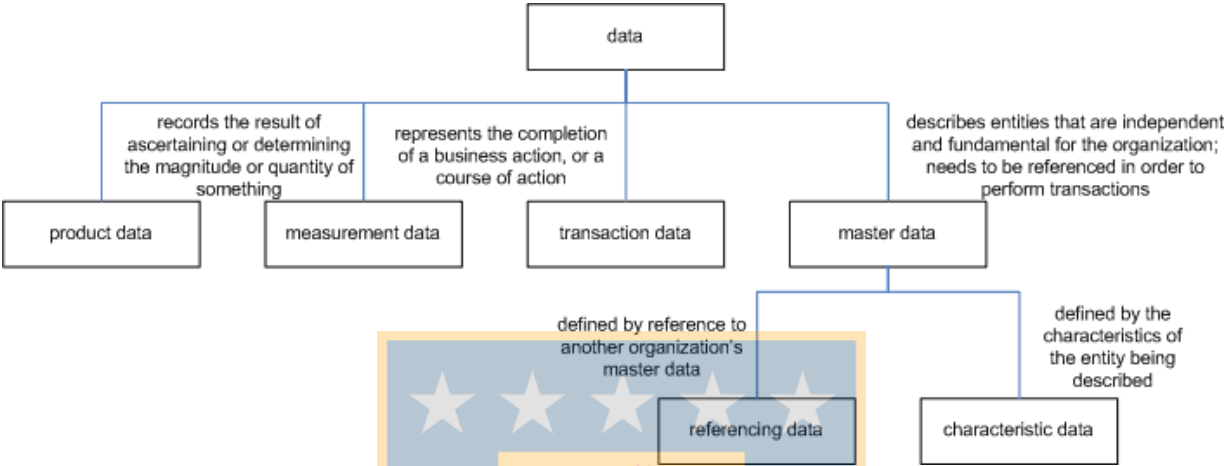 data
records the result of
ascertaining or determining
the magnitude or quantity of
something
represents the completion
of a business action, or a
course of action
describes entities that are independent
and fundamental for the organization;
needs to be referenced in order to
perform transactions
product data
measurement data
transaction data
master data
defined by reference to
another organization's
master data
defined by the
characteristics of
the entity being
described
referencing data
characteristic data